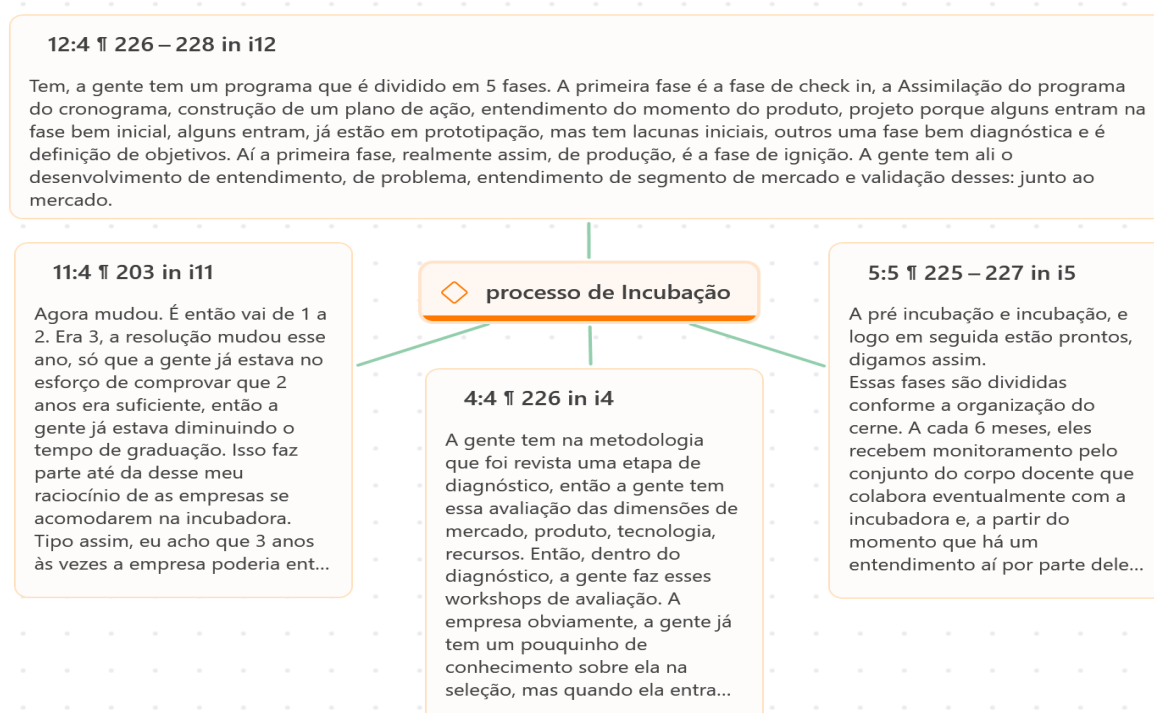 12:4 ¶ 226 – 228 in i12
Tem, a gente tem um programa que é dividido em 5 fases. A primeira fase é a fase de check in, a Assimilação do programa
do cronograma, construção de um plano de ação, entendimento do momento do produto, projeto porque alguns entram na
fase bem inicial, alguns entram, já estão em prototipação, mas tem lacunas iniciais, outros uma fase bem diagnóstica e é
definição de objetivos. Aí a primeira fase, realmente assim, de produção, é a fase de ignição. A gente tem ali o
desenvolvimento de entendimento, de problema, entendimento de segmento de mercado e validação desses: junto ao
mercado.
11:4 ¶ 203 in i11
Agora mudou. É então vai de 1 a
2. Era 3, a resolução mudou esse
ano, só que a gente já estava no
esforço de comprovar que 2
anos era suficiente, então a
gente já estava diminuindo o
tempo de graduação. Isso faz
parte até da desse meu
raciocínio de as empresas se
acomodarem na incubadora.
Tipo assim, eu acho que 3 anos
às vezes a empresa poderia ent...
processo de Incubação
4:4 ¶ 226 in i4
A gente tem na metodologia
que foi revista uma etapa de
diagnóstico, então a gente tem
essa avaliação das dimensões de
mercado, produto, tecnologia,
recursos. Então, dentro do
diagnóstico, a gente faz esses
workshops de avaliação. A
empresa obviamente, a gente já
tem um pouquinho de
conhecimento sobre ela na
seleção, mas quando ela entra...
5:5 ¶ 225 – 227 in i5
A pré incubação e incubação, e
logo em seguida estão prontos,
digamos assim.
Essas fases são divididas
conforme a organização do
cerne. A cada 6 meses, eles
recebem monitoramento pelo
conjunto do corpo docente que
colabora eventualmente com a
incubadora e, a partir do
momento que há um
entendimento aí por parte dele...